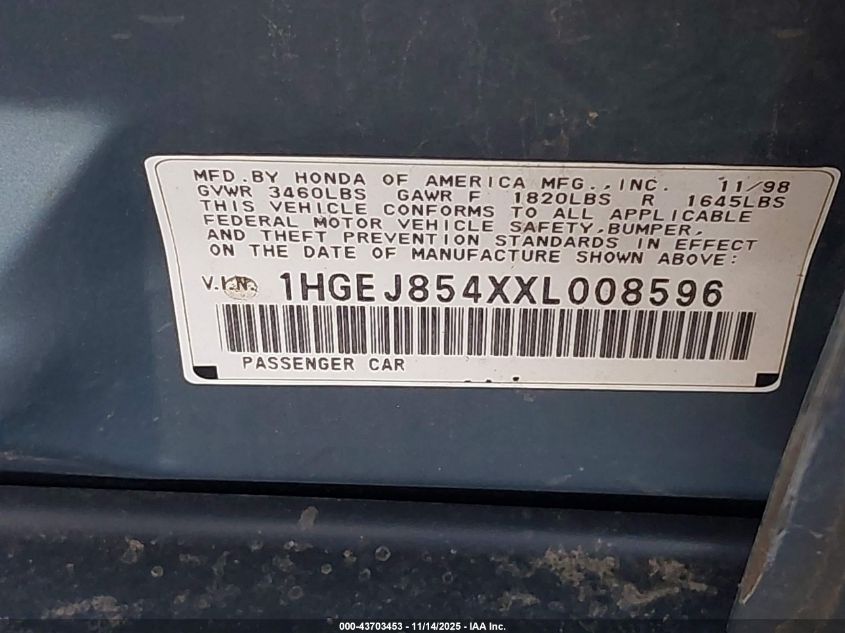 MFD.BY HONDA OF AMERICA MFG.,INC. 11/98
GVWR 3460LBS GAWR F 1820LBS R 1645LBS
THIS VEHICLE CONFORMS TO ALL APPLICABLE
FEDERAL MOTOR VEHICLE SAFETY,BUMPER,
AND THEFT PREVENTION STANDARDS IN EFFECT
ON THE DATE OF MANUFACTURE SHOWN ABOVE:
V.I.N. 1HGEJ854XXL008596
PASSENGER CAR
000-43703453 - 11/14/2025 - IAA Inc.